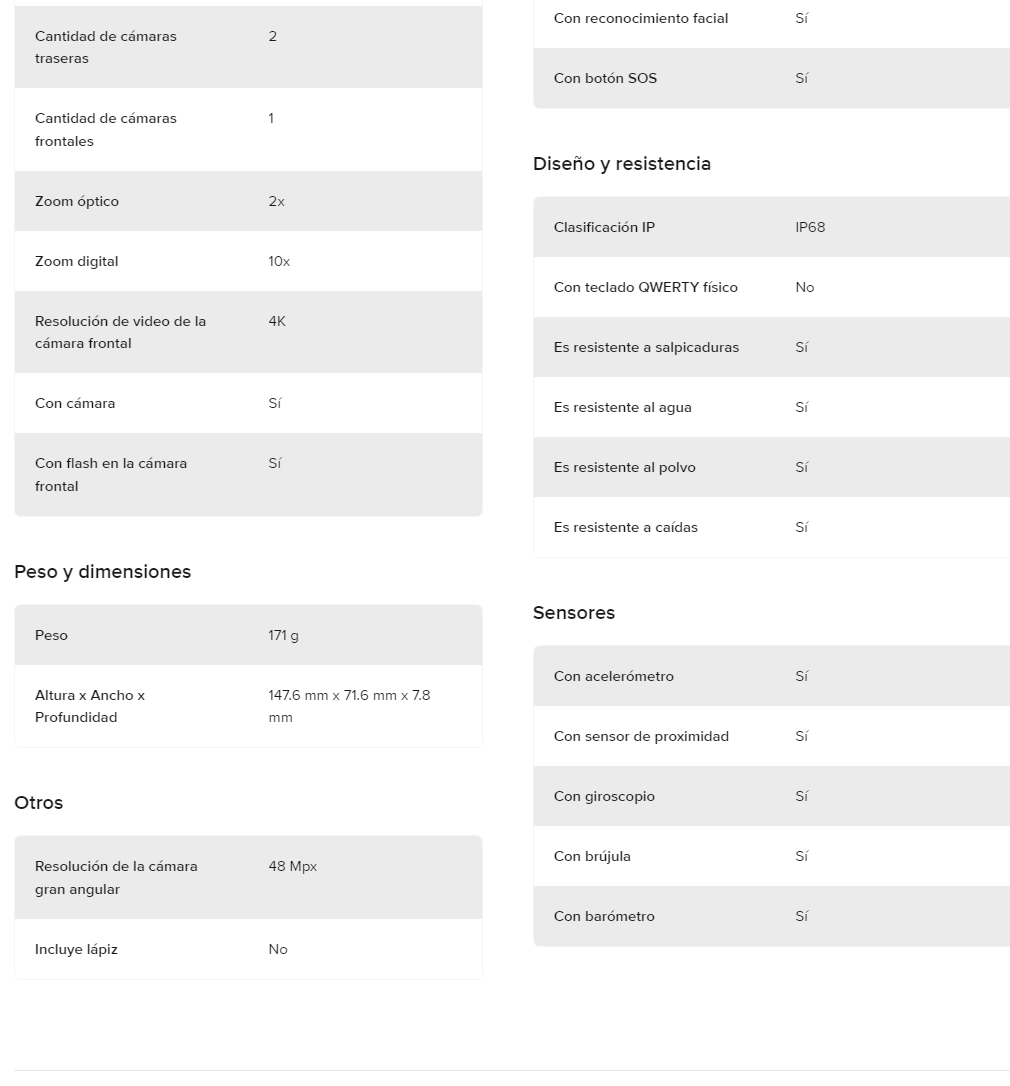 Cantidad de cámaras
traseras
2
Cantidad de cámaras
frontales
1
Zoom óptico
2x
Zoom digital
10x
Resolución de video de la
cámara frontal
4K
Con cámara
Sí
Con flash en la cámara
frontal
Sí
Peso y dimensiones
Peso
171 g
Altura x Ancho x
Profundidad
147.6 mm x 71.6 mm x 7.8
mm
Otros
Resolución de la cámara
gran angular
48 Mpx
Incluye lápiz
No
Con reconocimiento facial
Sí
Con botón SOS
Sí
Diseño y resistencia
Clasificación IP
IP68
Con teclado QWERTY físico
No
Es resistente a salpicaduras
Sí
Es resistente al agua
Sí
Es resistente al polvo
Sí
Es resistente a caídas
Sí
Sensores
Con acelerómetro
Sí
Con sensor de proximidad
Sí
Con giroscopio
Sí
Con brújula
Sí
Con barómetro
Sí